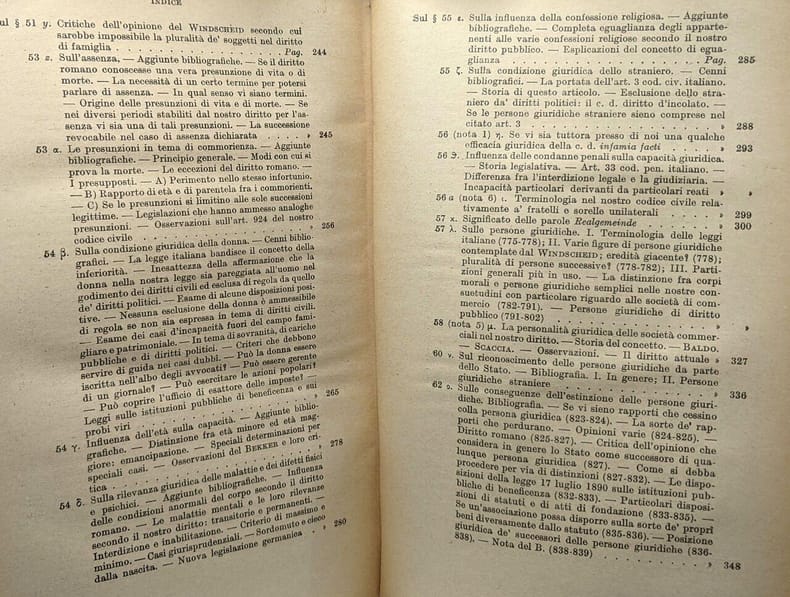 INDICE
ul § 51 y. Critiche dell'opinione del WINDSCHEID secondo cui
sarebbe impossibile la pluralità de' soggetti nel diritto
di famiglia . . . . . . . . . . . . . . . Pag. 244
53 z. Sull'assenza. — Aggiunte bibliografiche. — Se il diritto
romano conoscesse una vera presunzione di vita o di
morte. — La necessità di un certo termine per potersi
parlare di assenza. — In qual senso vi siano termini.
— Origine delle presunzioni di vita e di morte. — Se
nei diversi periodi stabiliti dal nostro diritto per l'as-
senza vi sia una di tali presunzioni. — La successione
revocabile nel caso di assenza dichiarata . . . . » 245
53 α. Le presunzioni in tema di commorienza. — Aggiunte
bibliografiche. — Principio generale. — Modi con cui si
prova la morte. — Le eccezioni del diritto romano. —
I presupposti. — A) Perimento nello stesso infortunio.
— B) Rapporto di età e di parentela fra i commorienti.
— C) Se le presunzioni si limitino alle sole successioni
legittime. — Legislazioni che hanno ammesso analoghe
presunzioni. — Osservazioni sull'art. 924 del nostro
codice civile . . . . . . . . . . . . . . . » 256
54 β. Sulla condizione giuridica della donna. — Cenni biblio-
grafici. — La legge italiana bandisce il concetto della
inferiorità. — Inesattezza della affermazione che la
donna nella nostra legge sia pareggiata all'uomo nel
godimento dei diritti civili ed esclusa di regola da quello
de' diritti politici. — Esame di alcune disposizioni posi-
tive. — Nessuna esclusione della donna è ammessibile
di regola se non sia espressa in tema di diritti civili.
— Esame dei casi d'incapacità fuori del campo fami-
gliare e patrimoniale. — In tema di sovranità, di cariche
pubbliche e di diritti politici. — Criteri che debbono
servire di guida nei casi dubbi. — Può la donna essere
iscritta nell'albo degli avvocati? — Può essere gerente
di un giornale? — Può esercitare le azioni popolari?
— Può coprire l'ufficio di esattore delle imposte? —
Leggi sulle istituzioni pubbliche di beneficenza e sui
probi viri . . . . . . . . . . . . . . . » 265
54 γ. Influenza dell'età sulla capacità. — Aggiunte biblio-
grafiche. — Distinzione fra età minore ed età mag-
giore: emancipazione. — Speciali determinazioni per
speciali casi. — Osservazioni del BEKKER e loro cri-
tica . . . . . . . . . . . . . . . » 278
54 δ. Sulla rilevanza giuridica delle malattie e dei difetti fisici
e psichici. — Aggiunte bibliografiche. — Influenza
delle condizioni anormali del corpo secondo il diritto
romano. — Le malattie mentali e le loro rilevanze
secondo il nostro diritto: transitorie e permanenti. —
Interdizione e inabilitazione. — Criterio di massimo e
minimo. — Casi giurisprudenziali. — Sordomuto e cieco
dalla nascita. — Nuova legislazione germanica . . » 280
Sul § 55 ε. Sulla influenza della confessione religiosa. — Aggiunte
bibliografiche. — Completa eguaglianza degli apparte-
nenti alle varie confessioni religiose secondo il nostro
diritto pubblico. — Esplicazioni del concetto di egua-
glianza . . . . . . . . . . . . . . . Pag. 285
55 ζ. Sulla condizione giuridica dello straniero. — Cenni
bibliografici. — La portata dell'art. 3 cod. civ. italiano.
— Storia di questo articolo. — Esclusione dello stra-
niero da' diritti politici: il c. d. diritto d'incolato. —
Se le persone giuridiche straniere sieno comprese nel
citato art. 3 . . . . . . . . . . . . . . . » 288
56 (nota 1) η. Se vi sia tuttora presso di noi una qualche
efficacia giuridica della c. d. infamia facti . . . . . » 293
56 ϑ. Influenza delle condanne penali sulla capacità giuridica.
— Storia legislativa. — Art. 33 cod. pen. italiano. —
Differenza fra l'interdizione legale e la giudiziaria. —
Incapacità particolari derivanti da particolari reati » »
56 a (nota 6) ι. Terminologia nel nostro codice civile rela-
tivamente a' fratelli e sorelle unilaterali . . . . » 299
57 κ. Significato delle parole Realgemeinde . . . . . » 300
57 λ. Sulle persone giuridiche. I. Terminologia delle leggi
italiane (775-778); II. Varie figure di persone giuridiche
contemplate dal WINDSCHEID; eredità giacente? (778);
pluralità di persone successive? (778-782); III. Parti-
zioni generali più in uso. — La distinzione fra corpi
morali e persone giuridiche semplici nelle nostre con-
suetudini con particolare riguardo alle società di com-
mercio (782-791). — Persone giuridiche di diritto
pubblico (791-802) . . . . . . . . . . . . . . . » »
58 (nota 5) μ. La personalità giuridica delle società commer-
ciali nel nostro diritto. — Storia del concetto. — BALDO.
— SCACCIA. — Osservazioni. — Il diritto attuale » 327
60 ν. Sul riconoscimento delle persone giuridiche da parte
dello Stato. — Bibliografia. I. In genere; II. Persone
giuridiche straniere . . . . . . . . . . . . . . . » 336
62 ο. Sulle conseguenze dell'estinzione delle persone giuri-
diche. Bibliografia. — Se vi sieno rapporti che cessino
colla persona giuridica (823-824). — La sorte de' rap-
porti che perdurano. — Opinioni varie (824-825). —
Diritto romano (825-827). — Critica dell'opinione che
considera in genere lo Stato come successore di qua-
lunque persona giuridica (827). — Come si debba
procedere per via di distinzioni (827-832). — Le dispo-
sizioni della legge 17 luglio 1890 sulle istituzioni pub-
bliche di beneficenza (832-833). — Particolari disposi-
zioni di statuti e di atti di fondazione (833-835). —
Se un'associazione possa disporre sulla sorte de' propri
beni diversamente dallo statuto (835-836). — Posizione
giuridica de' successori delle persone giuridiche (836-
838). — Nota del B. (838-839) . . . . . . . . . . » 348